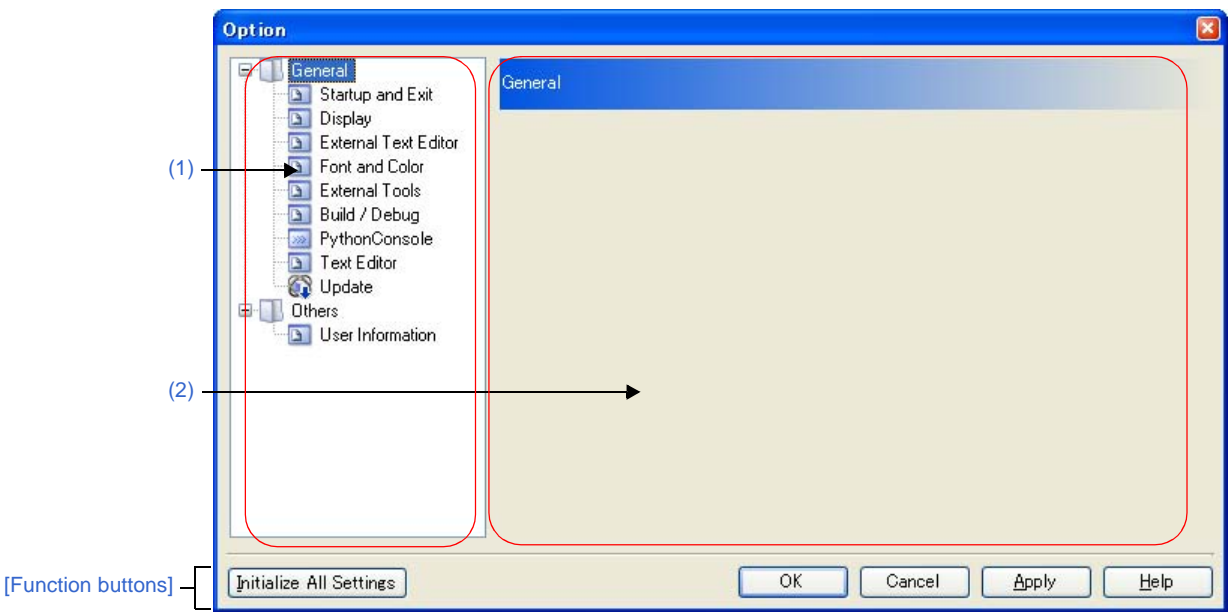 Option
General
Startup and Exit
Display
External Text Editor
(1)
Font and Color
External Tools
Build / Debug
PythonConsole
Text Editor
Update
Others
User Information
General
(2)
[Function buttons]
Initialize All Settings
OK
Cancel
Apply
Help